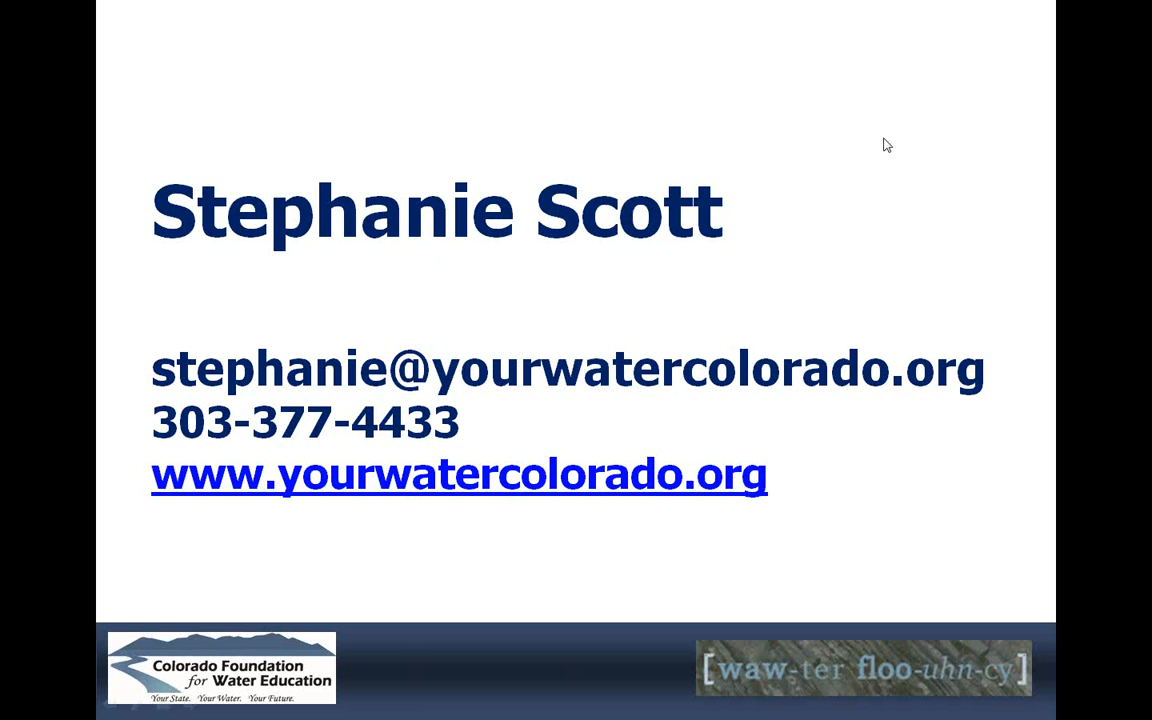 Stephanie Scott
stephanie@yourwatercolorado.org
303-377-4433
www.yourwatercolorado.org
Colorado Foundation
for Water Education
Your State. Your Water. Your Future.
[waw-ter floo-uhn-cy]